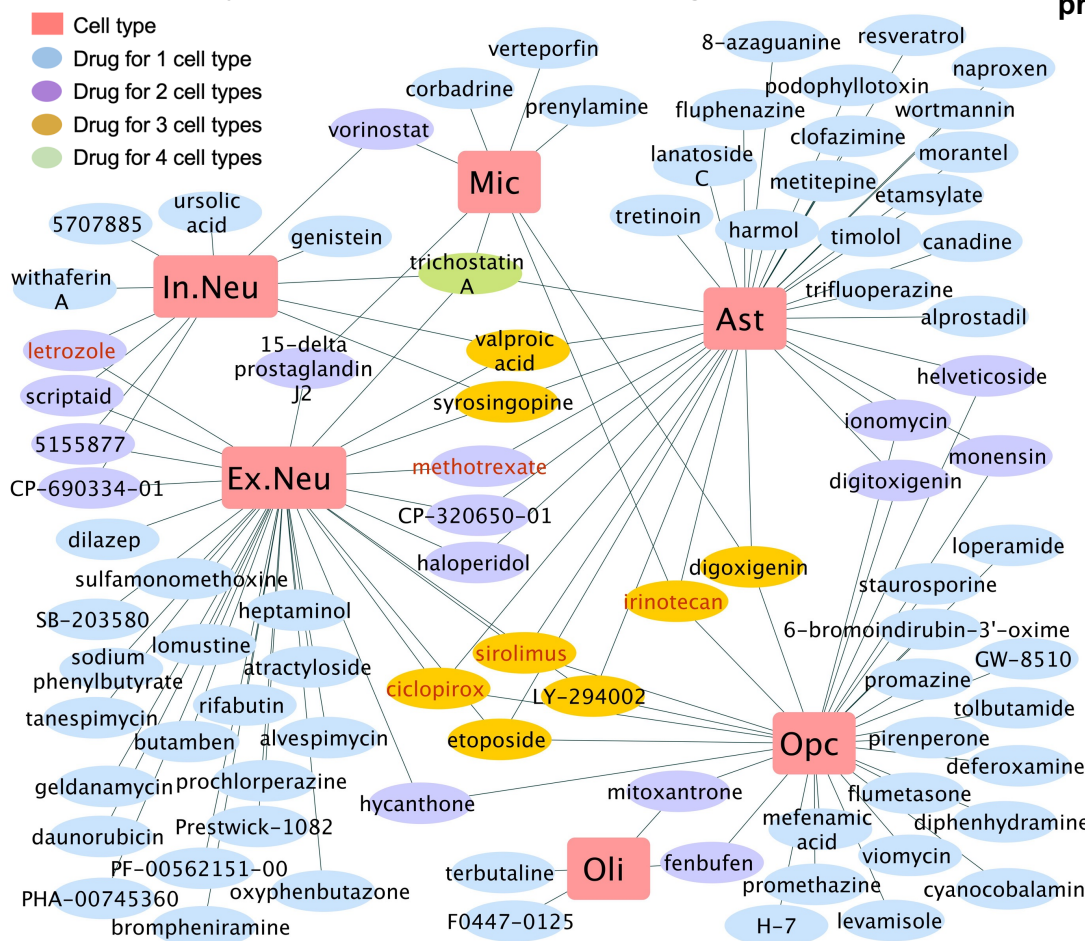 pr
Cell type
Drug for 1 cell type
Drug for 2 cell types
Drug for 3 cell types
Drug for 4 cell types
verteporfin
corbadrine
prenylamine
vorinostat
Mic
8-azaguanine
resveratrol
podophyllotoxin
naproxen
fluphenazine
wortmannin
clofazimine
lanatoside
C
morantel
metitepine
etamsylate
tretinoin
harmol
timolol
canadine
trifluoperazine
alprostadil
Ast
5707885
ursolic
acid
genistein
withaferin
A
In.Neu
trichostatin
A
letrozole
scriptaid
5155877
CP-690334-01
15-delta
prostaglandin
J2
valproic
acid
syrosingopine
helveticoside
ionomycin
monensin
digitoxigenin
Ex.Neu
methotrexate
CP-320650-01
haloperidol
digoxigenin
irinotecan
sirolimus
ciclopirox
LY-294002
etoposide
dilazep
sulfamonomethoxine
SB-203580
heptaminol
lomustine
sodium
phenylbutyrate
atractyloside
tanespimycin
rifabutin
butamben
alvespimycin
geldanamycin
prochlorperazine
daunorubicin
Prestwick-1082
PF-00562151-00
PHA-00745360
oxyphenbutazone
brompheniramine
hycanthone
mitoxantrone
fenbufen
Oli
terbutaline
F0447-0125
Opc
loperamide
staurosporine
6-bromoindirubin-3'-oxime
GW-8510
promazine
tolbutamide
pirenperone
deferoxamine
flumetasone
mefenamic
acid
diphenhydramine
viomycin
promethazine
cyanocobalamin
H-7
levamisole